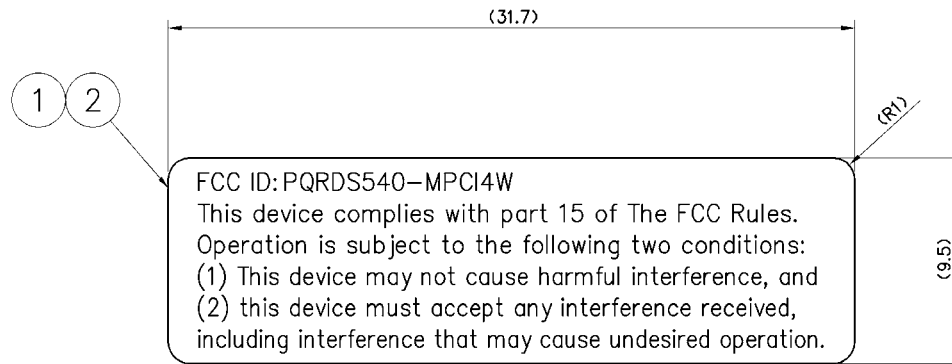 (31.7)
1 2
(R1)
FCC ID: PQRDS540-MPCI4W
This device complies with part 15 of The FCC Rules.
Operation is subject to the following two conditions:
(1) This device may not cause harmful interference, and
(2) this device must accept any interference received,
including interference that may cause undesired operation.
(9.5)